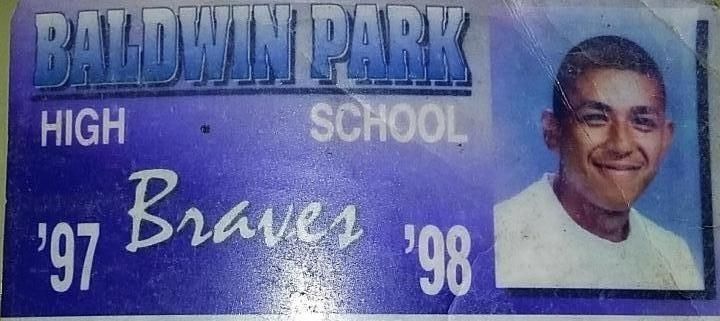 BALDWIN PARK
HIGH SCHOOL
'97 Braves '98